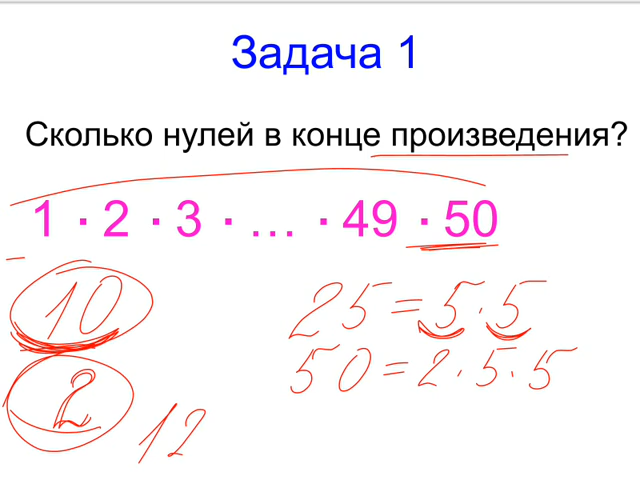 Задача 1
Сколько нулей в конце произведения?
1 · 2 · 3 · ... · 49 · 50
10
25=5·5
2
50=2·5·5
12